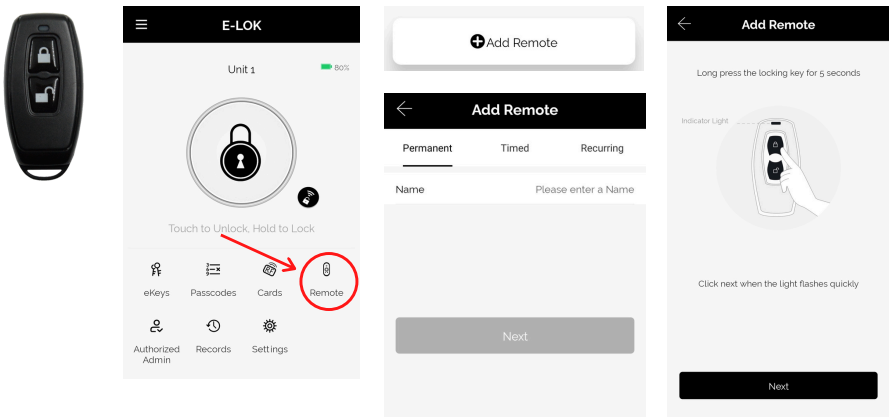 E-LOK
Unit 1
80%
Touch to Unlock, Hold to Lock
eKeys
Passcodes
Cards
Remote
Authorized
Admin
Records
Settings
Add Remote
Add Remote
Permanent
Timed
Recurring
Name
Please enter a Name
Next
Add Remote
Long press the locking key for 5 seconds
Indicator Light
Click next when the light flashes quickly
Next